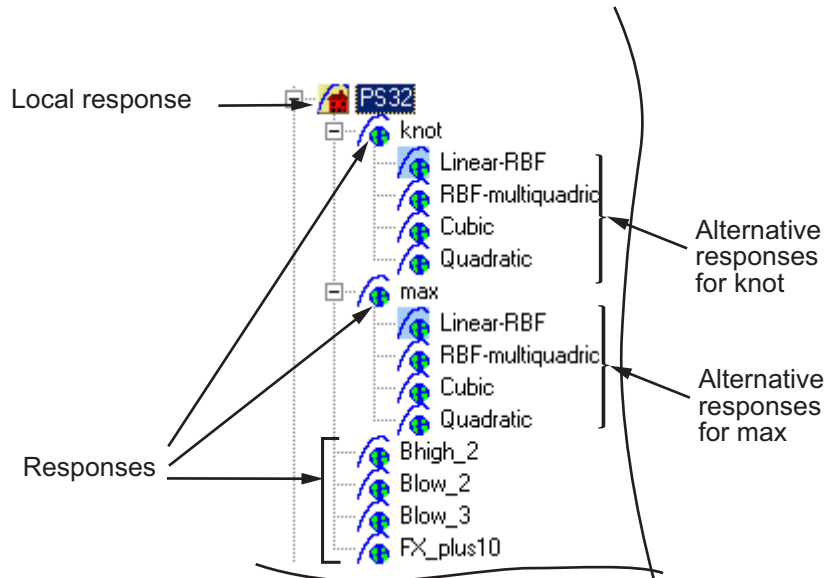 Local response
PS32
knot
Linear-RBF
RBF-multiquadric
Cubic
Quadratic
Alternative
responses
for knot
max
Linear-RBF
RBF-multiquadric
Cubic
Quadratic
Alternative
responses
for max
Responses
Bhigh_2
Blow_2
Blow_3
FX_plus10